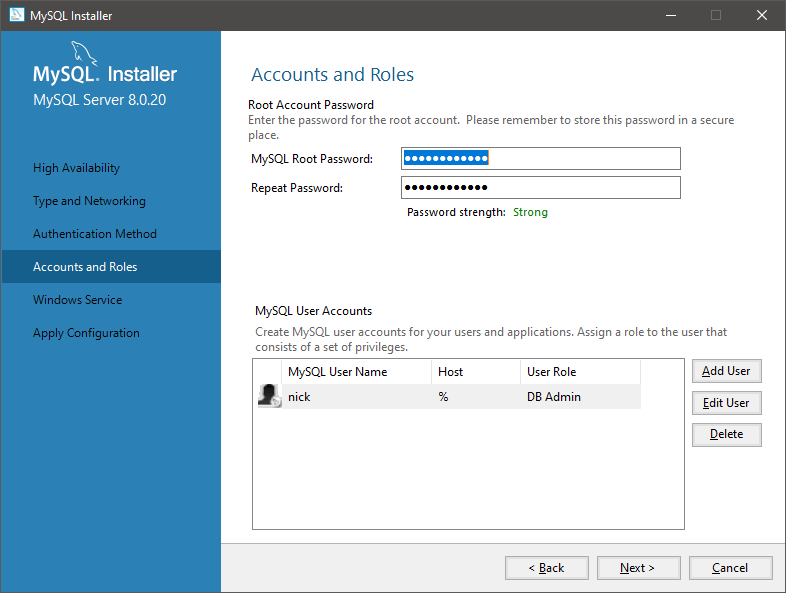 MySQL Installer
MySQL. Installer
MySQL Server 8.0.20
High Availability
Type and Networking
Authentication Method
Accounts and Roles
Windows Service
Apply Configuration
Accounts and Roles
Root Account Password
Enter the password for the root account.  Please remember to store this password in a secure
place.
MySQL Root Password: ●●●●●●●●●●●●
Repeat Password: ●●●●●●●●●●●●
Password strength: Strong
MySQL User Accounts
Create MySQL user accounts for your users and applications. Assign a role to the user that
consists of a set of privileges.
MySQL User Name Host User Role
nick % DB Admin
Add User
Edit User
Delete
< Back Next > Cancel